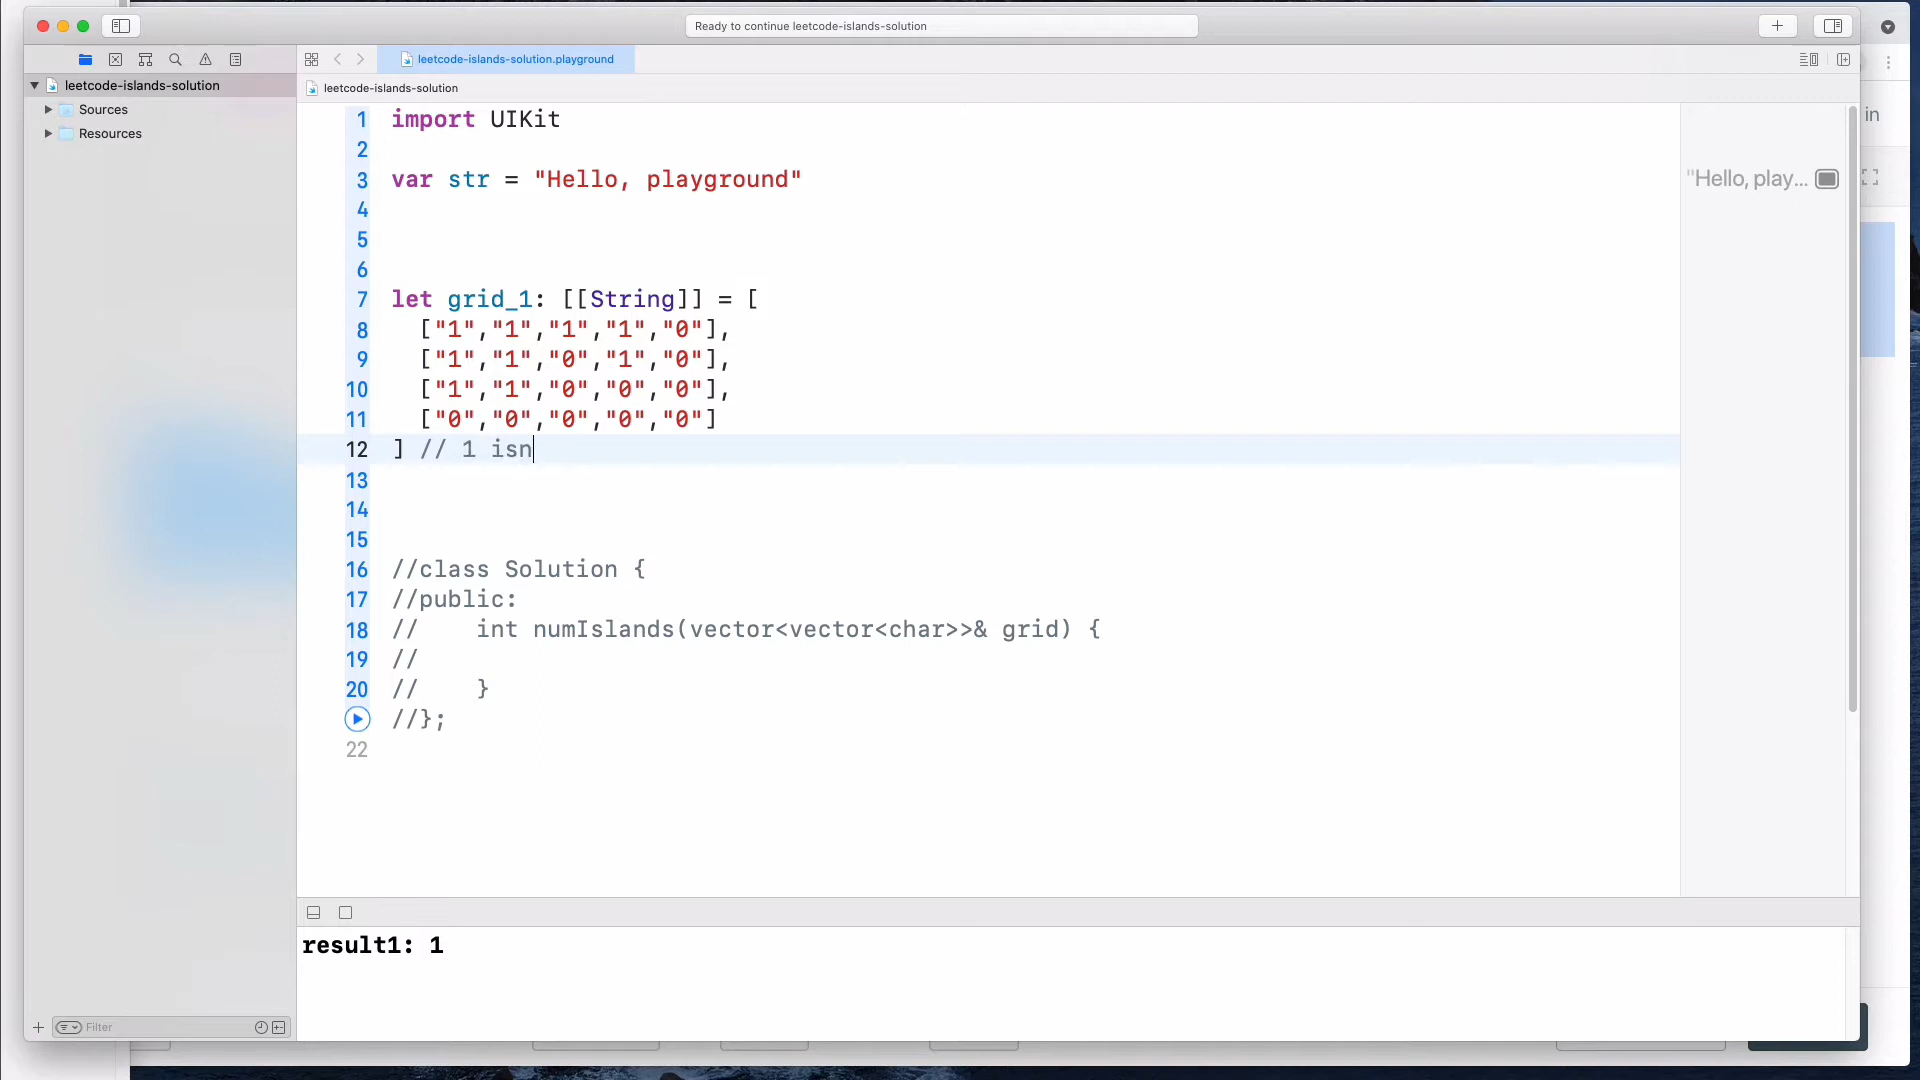 Ready to continue leetcode-islands-solution
leetcode-islands-solution.playground
leetcode-islands-solution
leetcode-islands-solution
Sources
Resources
in
1 import UIKit
2
3 var str = "Hello, playground"
"Hello, play...
4
5
6
7 let grid_1: [[String]] = [
8 ["1","1","1","1","0"],
9 ["1","1","0","1","0"],
10 ["1","1","0","0","0"],
11 ["0","0","0","0","0"]
12 ] // 1 isn
13
14
15
16 //class Solution {
17 //public:
18 // int numIslands(vector<vector<char>>& grid) {
19 //
20 // }
//};
22
result1: 1
Filter